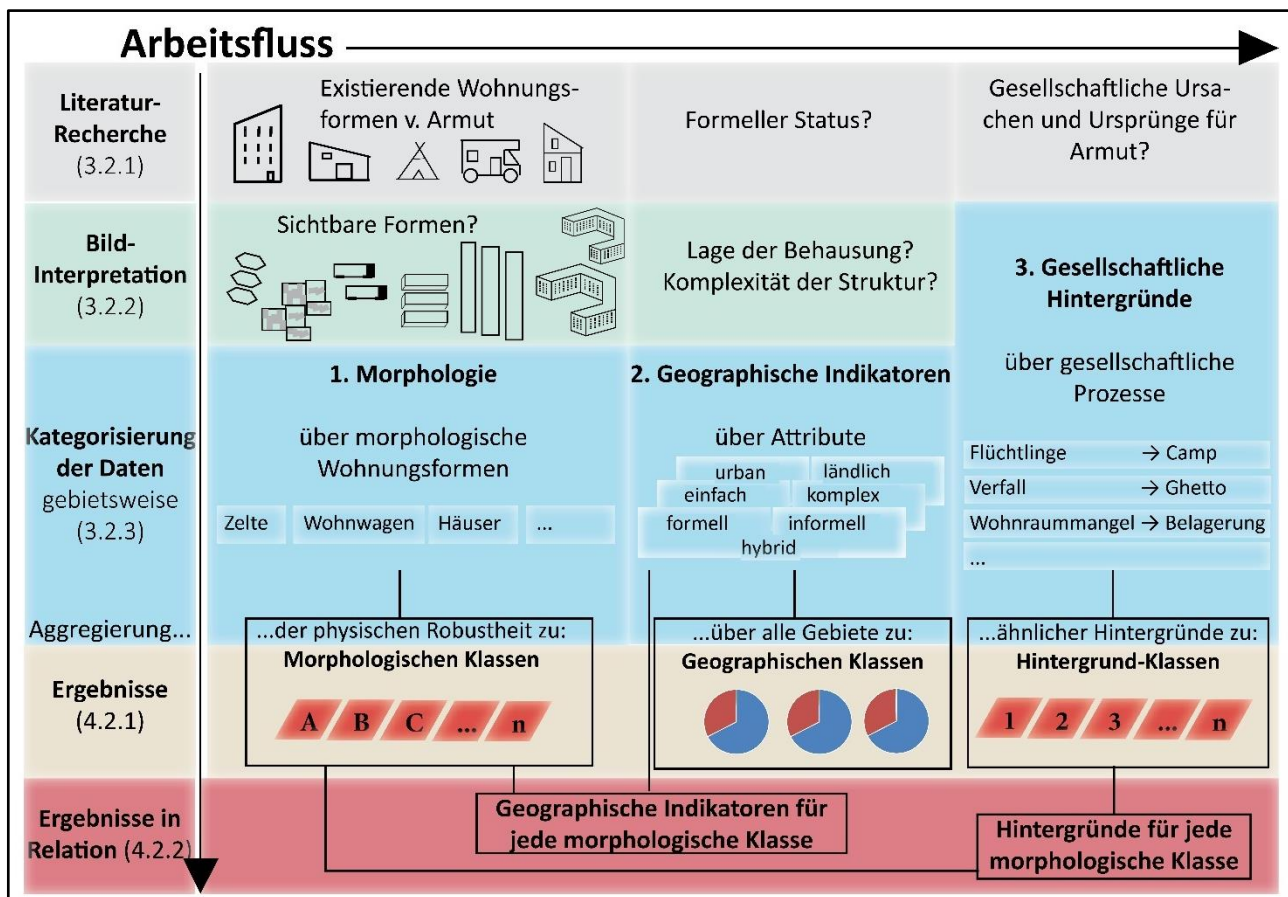 Arbeitsfluss
Literatur-
Recherche
(3.2.1)
Existierende Wohnungs-
formen v. Armut
Formeller Status?
Gesellschaftliche Ursa-
chen und Ursprünge für
Armut?
Bild-
Interpretation
(3.2.2)
Sichtbare Formen?
Lage der Behausung?
Komplexität der Struktur?
3. Gesellschaftliche
Hintergründe
über gesellschaftliche
Prozesse
Flüchtlinge → Camp
Verfall → Ghetto
Wohnraummangel → Belagerung
...
Kategorisierung
der Daten
gebietsweise
(3.2.3)
1. Morphologie
über morphologische
Wohnungsformen
Zelte Wohnwagen Häuser ...
2. Geographische Indikatoren
über Attribute
urban ländlich
einfach komplex
formell informell
hybrid
Aggregierung...
...der physischen Robustheit zu:
Morphologischen Klassen
...über alle Gebiete zu:
Geographischen Klassen
...ähnlicher Hintergründe zu:
Hintergrund-Klassen
Ergebnisse
(4.2.1)
A B C ... n
1 2 3 ... n
Ergebnisse in
Relation (4.2.2)
Geographische Indikatoren für
jede morphologische Klasse
Hintergründe für jede
morphologische Klasse